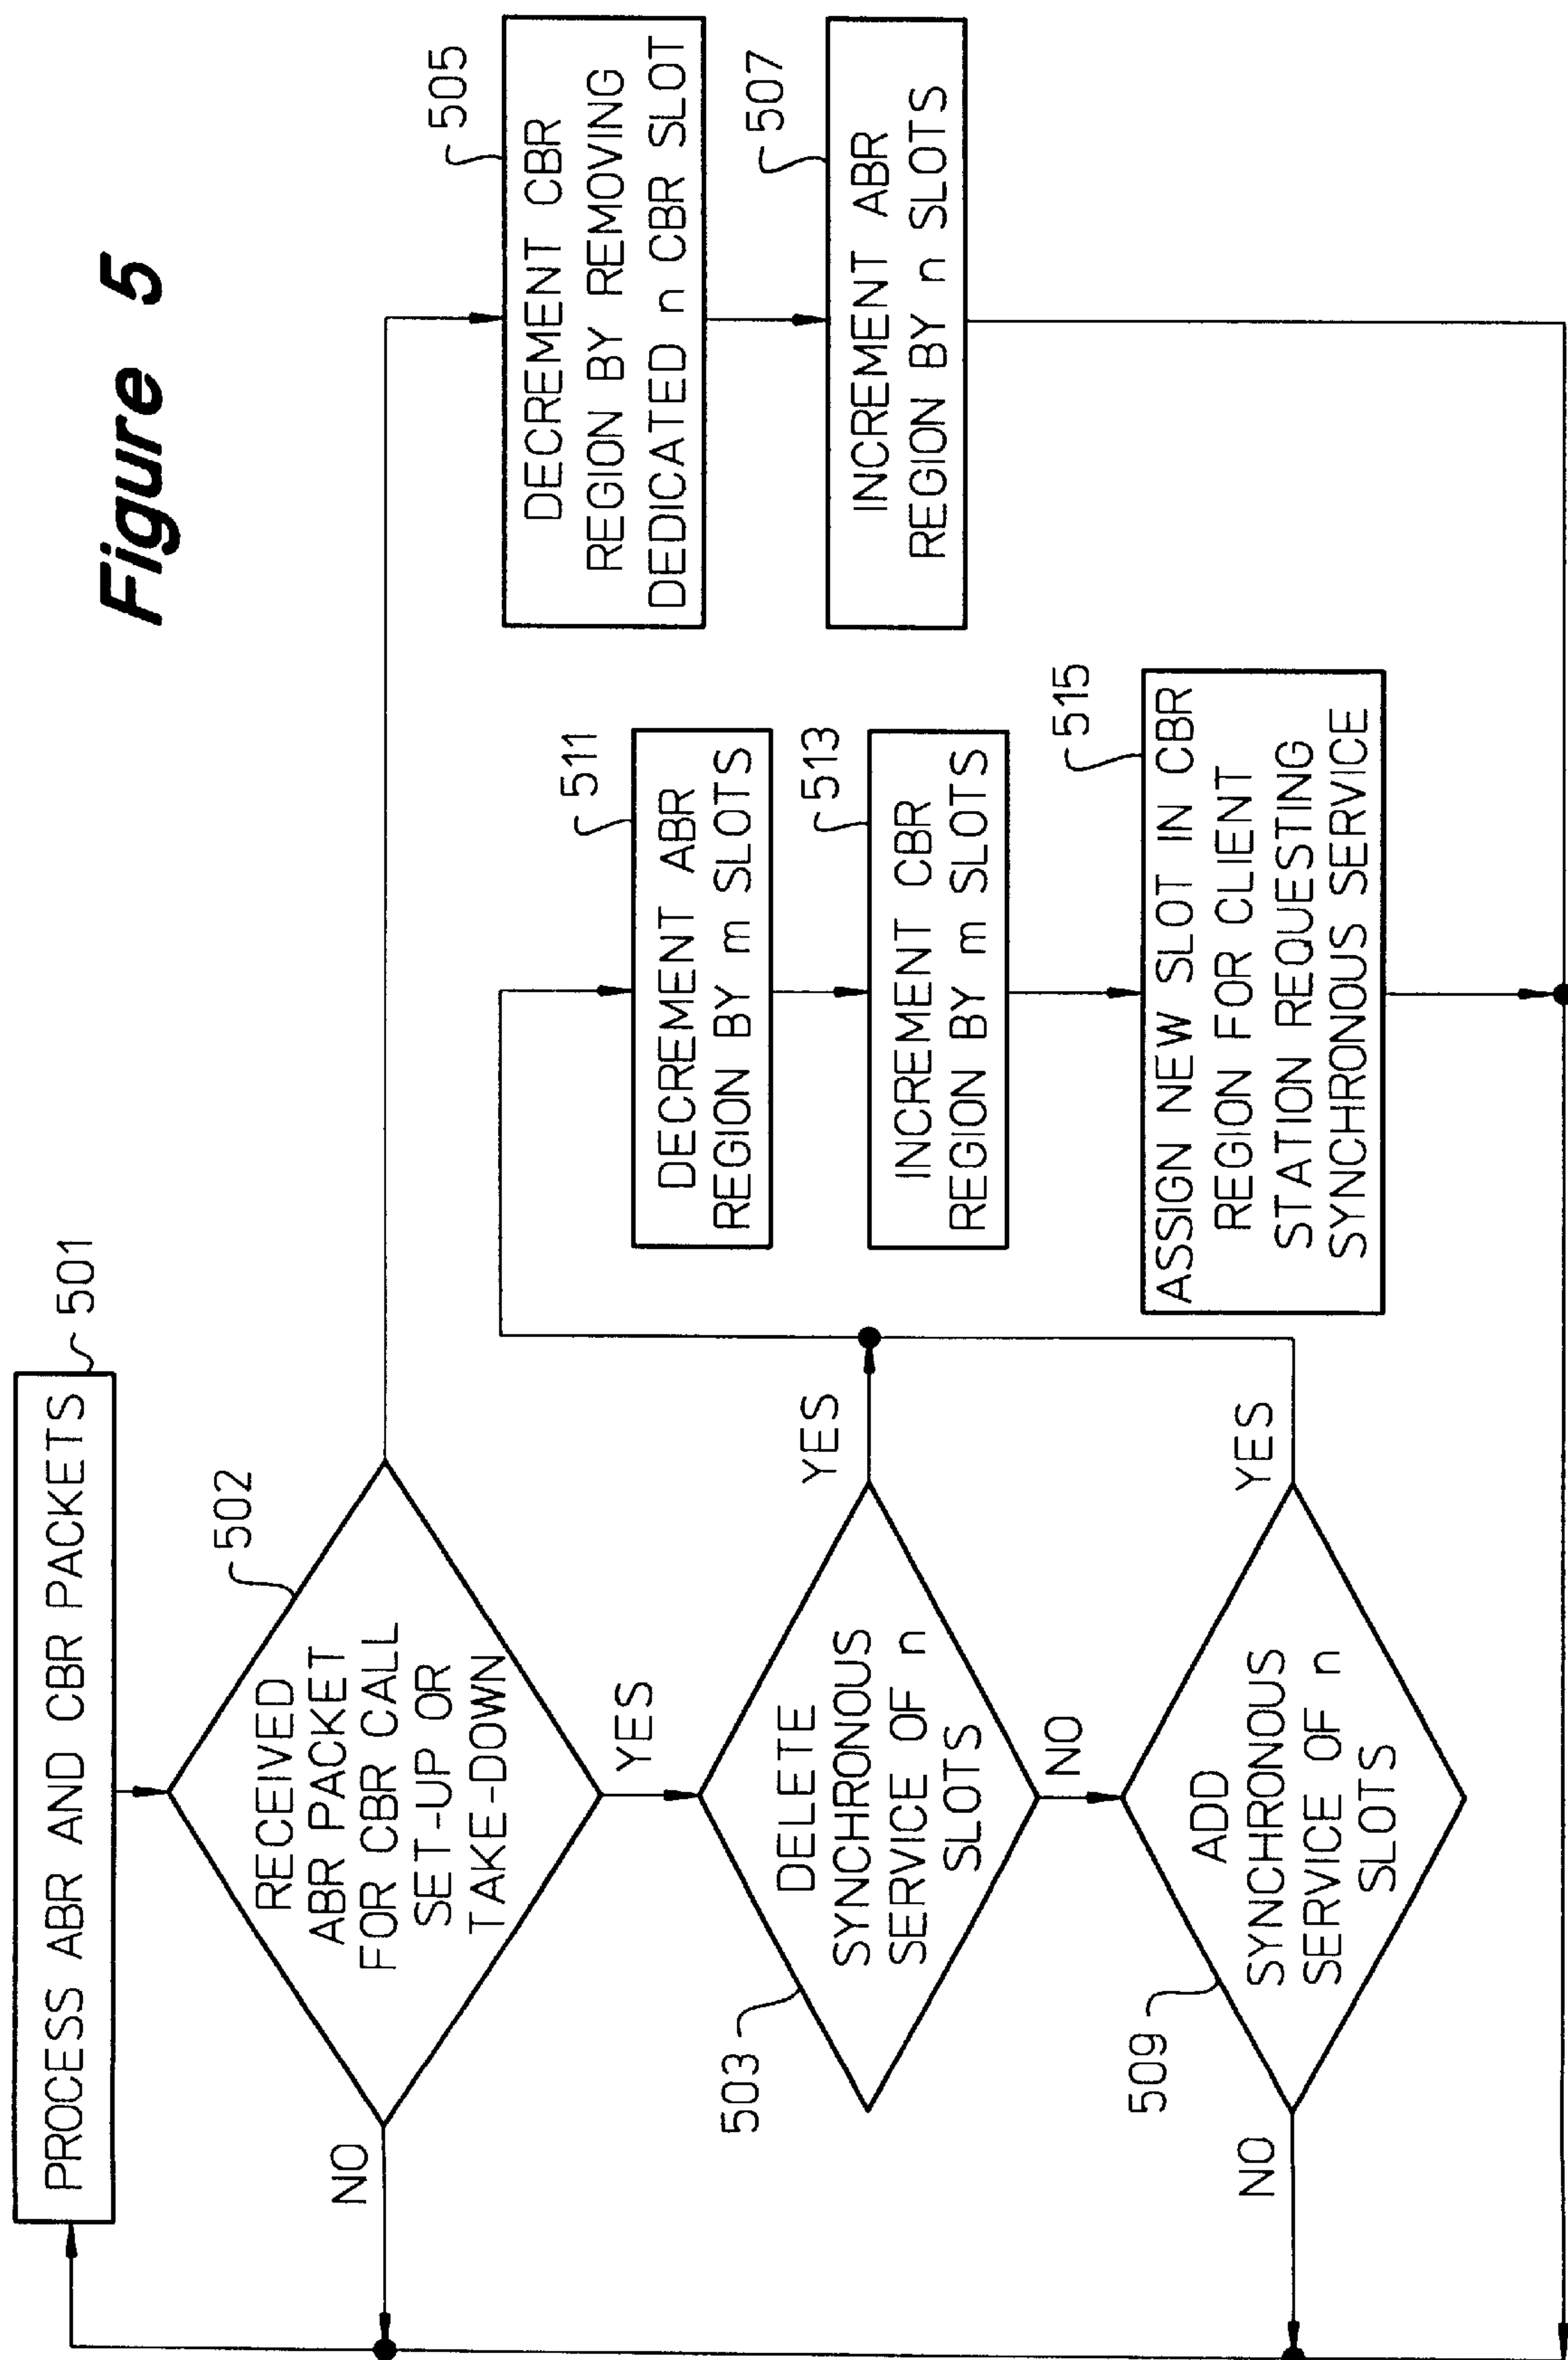 Figure 5
PROCESS ABR AND CBR PACKETS
501
RECEIVED
ABR PACKET
FOR CBR CALL
SET-UP OR
TAKE-DOWN
502
NO
YES
DELETE
SYNCHRONOUS
SERVICE OF n
SLOTS
503
YES
NO
ADD
SYNCHRONOUS
SERVICE OF n
SLOTS
509
NO
YES
DECREMENT CBR
REGION BY REMOVING
DEDICATED n CBR SLOT
505
INCREMENT ABR
REGION BY n SLOTS
507
DECREMENT ABR
REGION BY m SLOTS
511
INCREMENT CBR
REGION BY m SLOTS
513
ASSIGN NEW SLOT IN CBR
REGION FOR CLIENT
STATION REQUESTING
SYNCHRONOUS SERVICE
515